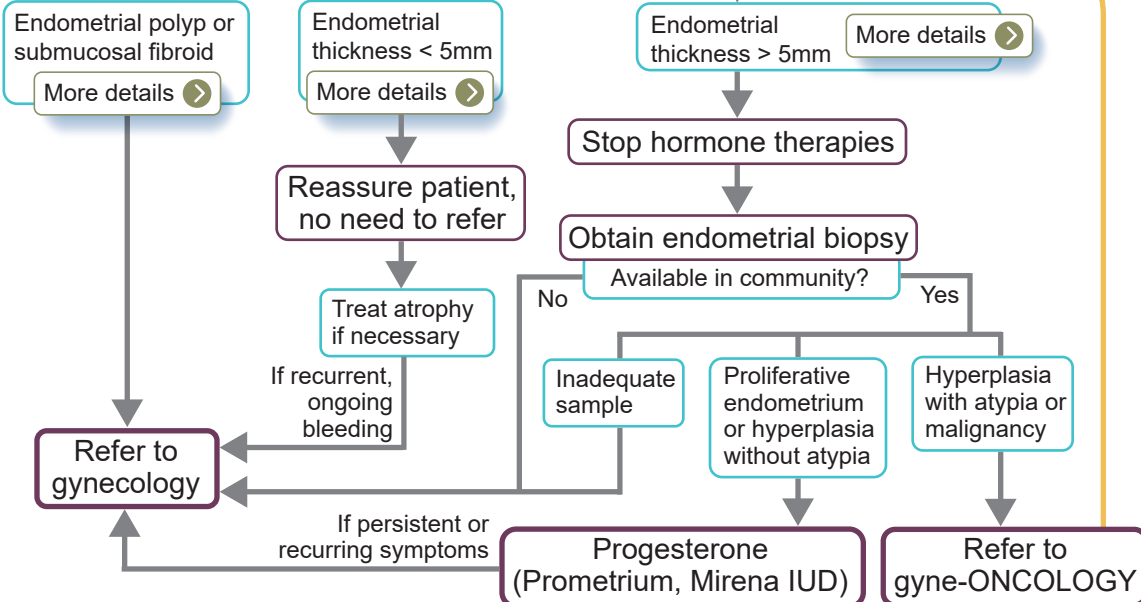 Endometrial polyp or
submucosal fibroid
More details
Endometrial
thickness < 5mm
More details
Endometrial
thickness > 5mm
More details
Stop hormone therapies
Reassure patient,
no need to refer
Obtain endometrial biopsy
Available in community?
No
Yes
Treat atrophy
if necessary
If recurrent,
ongoing
bleeding
Inadequate
sample
Proliferative
endometrium
or hyperplasia
without atypia
Hyperplasia
with atypia or
malignancy
Refer to
gynecology
If persistent or
recurring symptoms
Progesterone
(Prometrium, Mirena IUD)
Refer to
gyne-ONCOLOGY